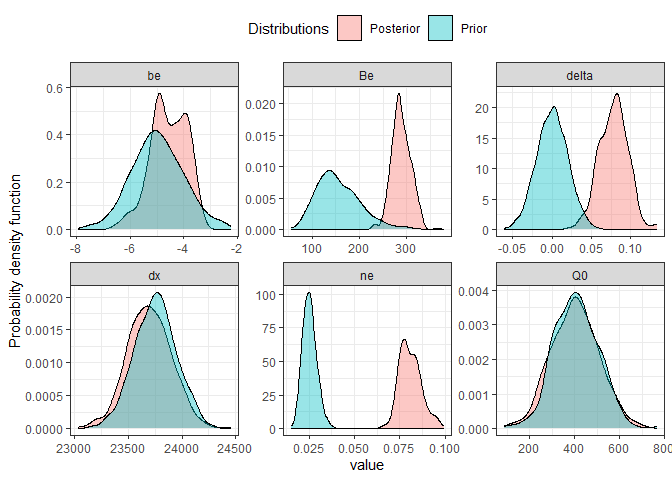 Distributions Posterior Prior
be Be delta
0.6 0.4 0.2 0.0
-8 -6 -4 -2
0.020 0.015 0.010 0.005 0.000
100 200 300
20 15 10 5 0
-0.05 0.00 0.05 0.10
Probability density function
dx ne Q0
0.0020 0.0015 0.0010 0.0005 0.0000
23000 23500 24000 24500
100 75 50 25 0
0.025 0.050 0.075 0.100
0.004 0.003 0.002 0.001 0.000
200 400 600 800
value